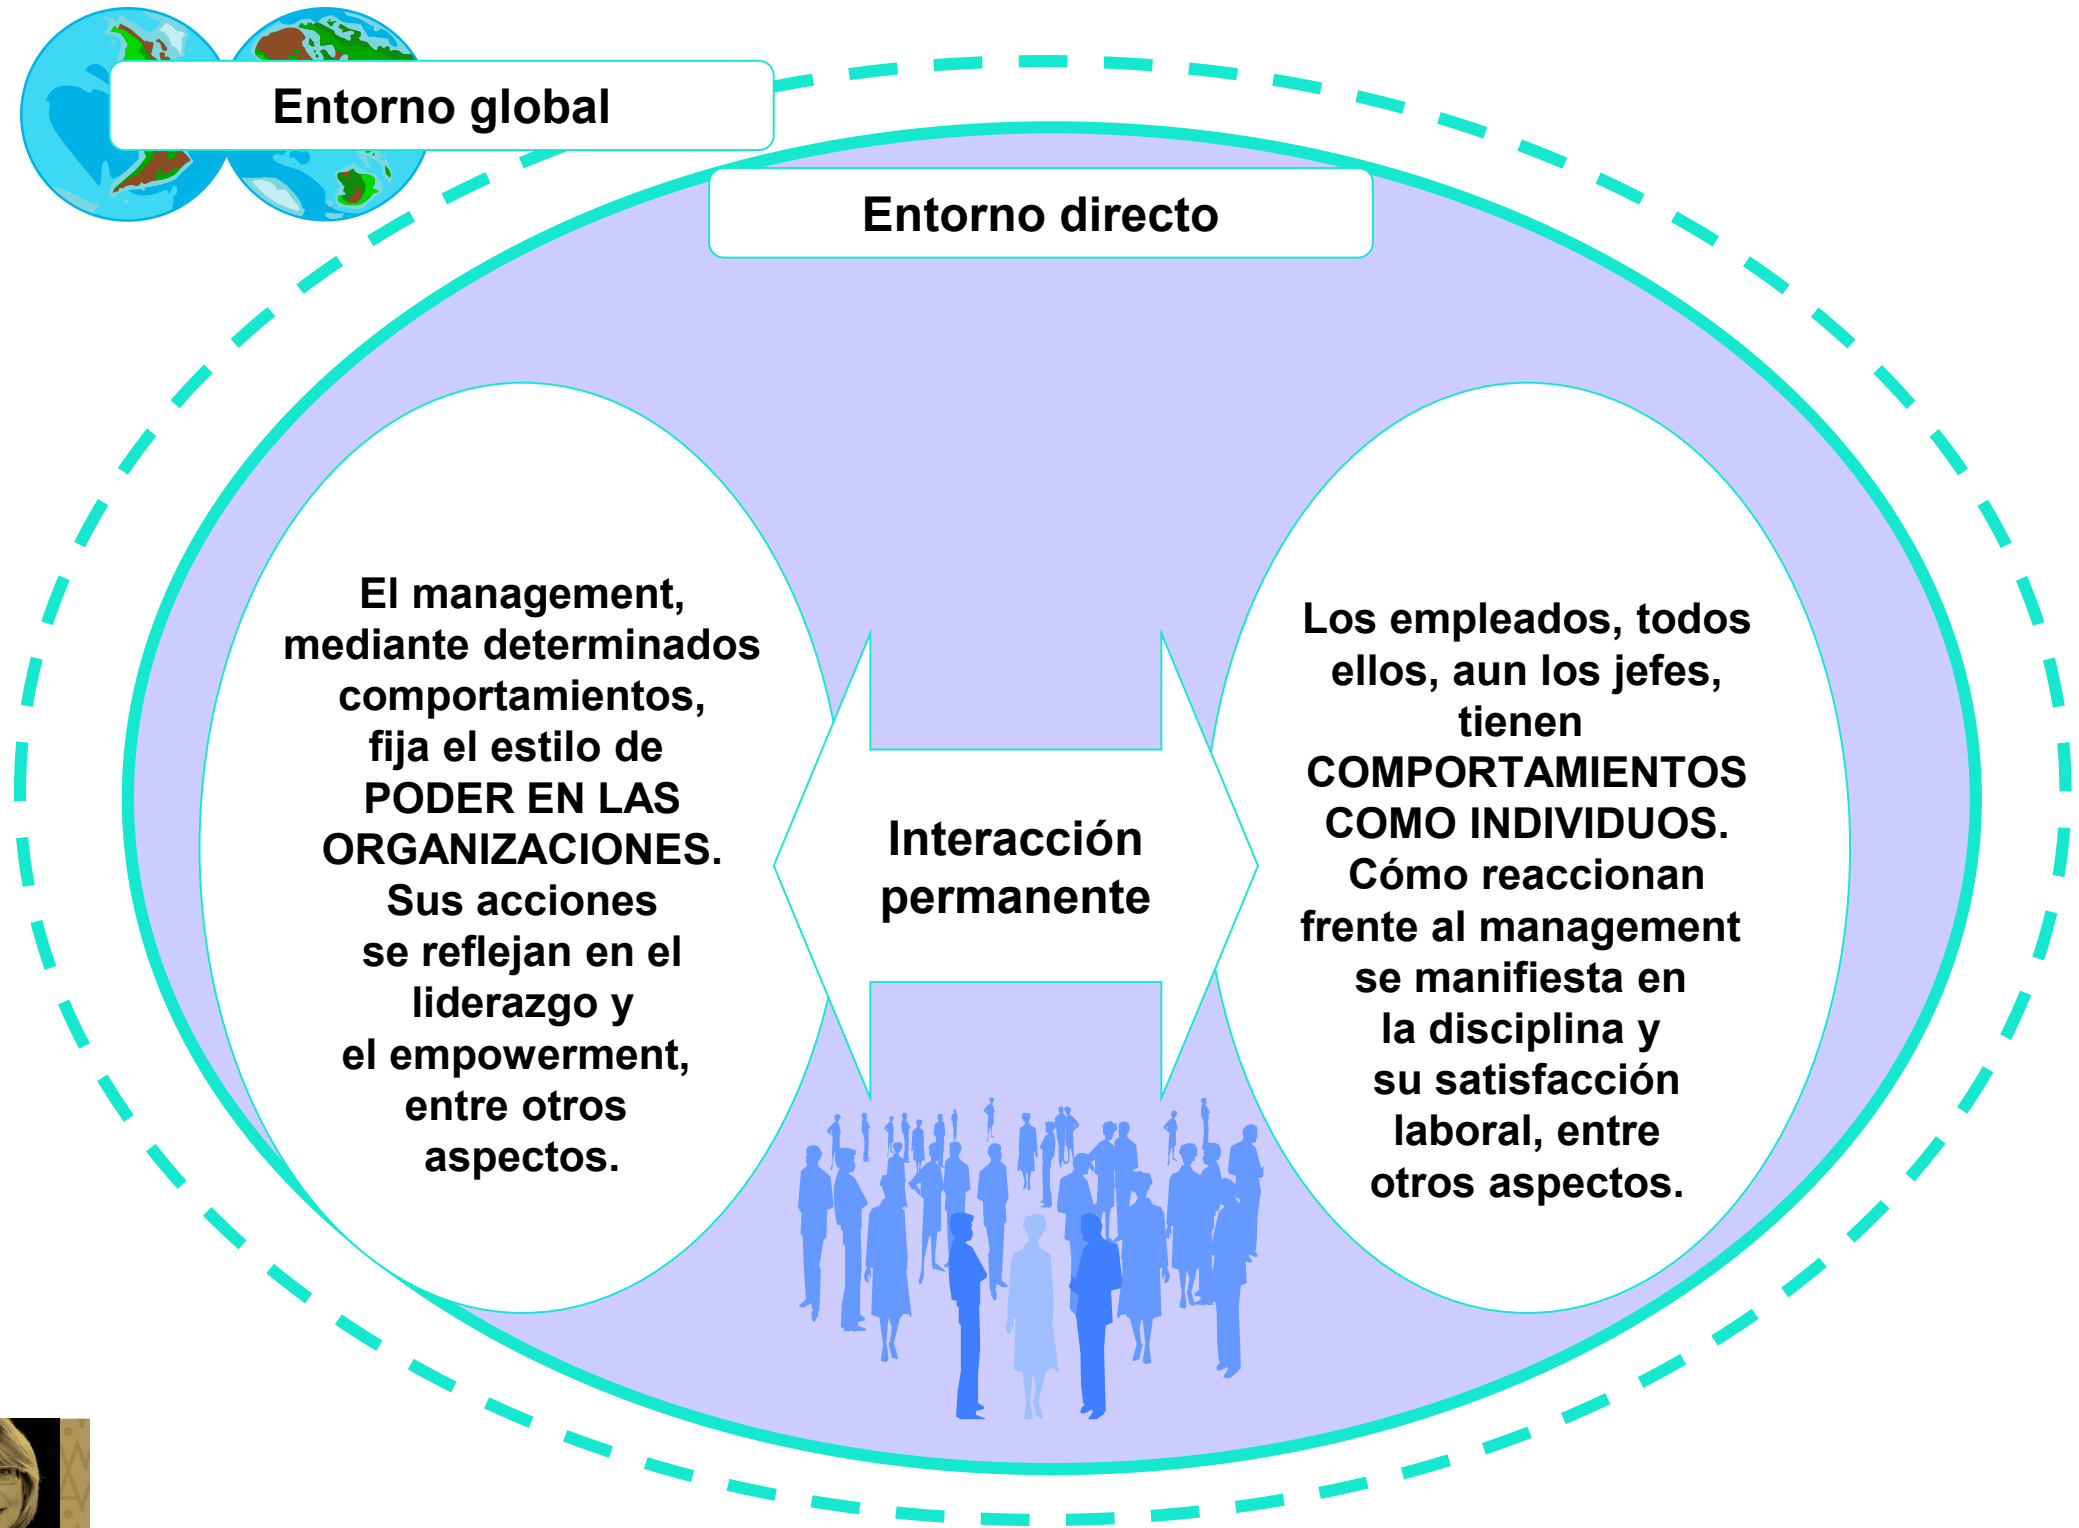 Entorno global
Entorno directo
El management,
mediante determinados
comportamientos,
fija el estilo de
PODER EN LAS
ORGANIZACIONES.
Sus acciones
se reflejan en el
liderazgo y
el empowerment,
entre otros
aspectos.
Interacción
permanente
Los empleados, todos
ellos, aun los jefes,
tienen
COMPORTAMIENTOS
COMO INDIVIDUOS.
Cómo reaccionan
frente al management
se manifiesta en
la disciplina y
su satisfacción
laboral, entre
otros aspectos.